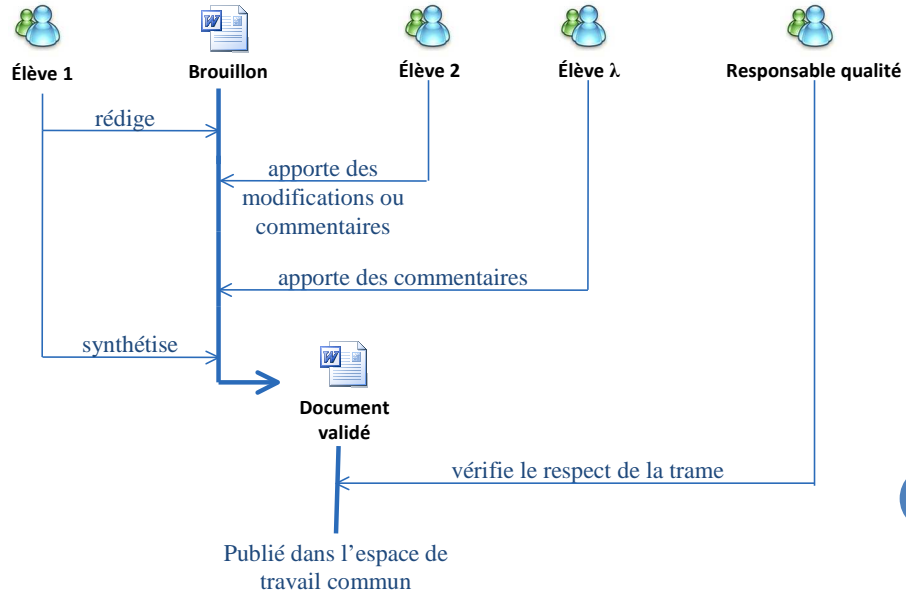 Élève 1
Brouillon
Élève 2
Élève λ
Responsable qualité
rédige
apporte des
modifications ou
commentaires
apporte des commentaires
synthétise
Document
validé
vérifie le respect de la trame
Publié dans l’espace de
travail commun